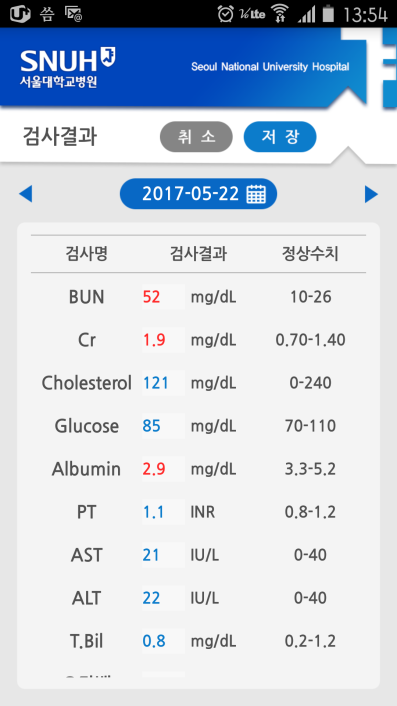 씀 LTE 13:54
SNUH
서울대학교병원
Seoul National University Hospital
검사결과 취소 저장
2017-05-22
검사명 검사결과 정상수치
BUN 52 mg/dL 10-26
Cr 1.9 mg/dL 0.70-1.40
Cholesterol 121 mg/dL 0-240
Glucose 85 mg/dL 70-110
Albumin 2.9 mg/dL 3.3-5.2
PT 1.1 INR 0.8-1.2
AST 21 IU/L 0-40
ALT 22 IU/L 0-40
T.Bil 0.8 mg/dL 0.2-1.2